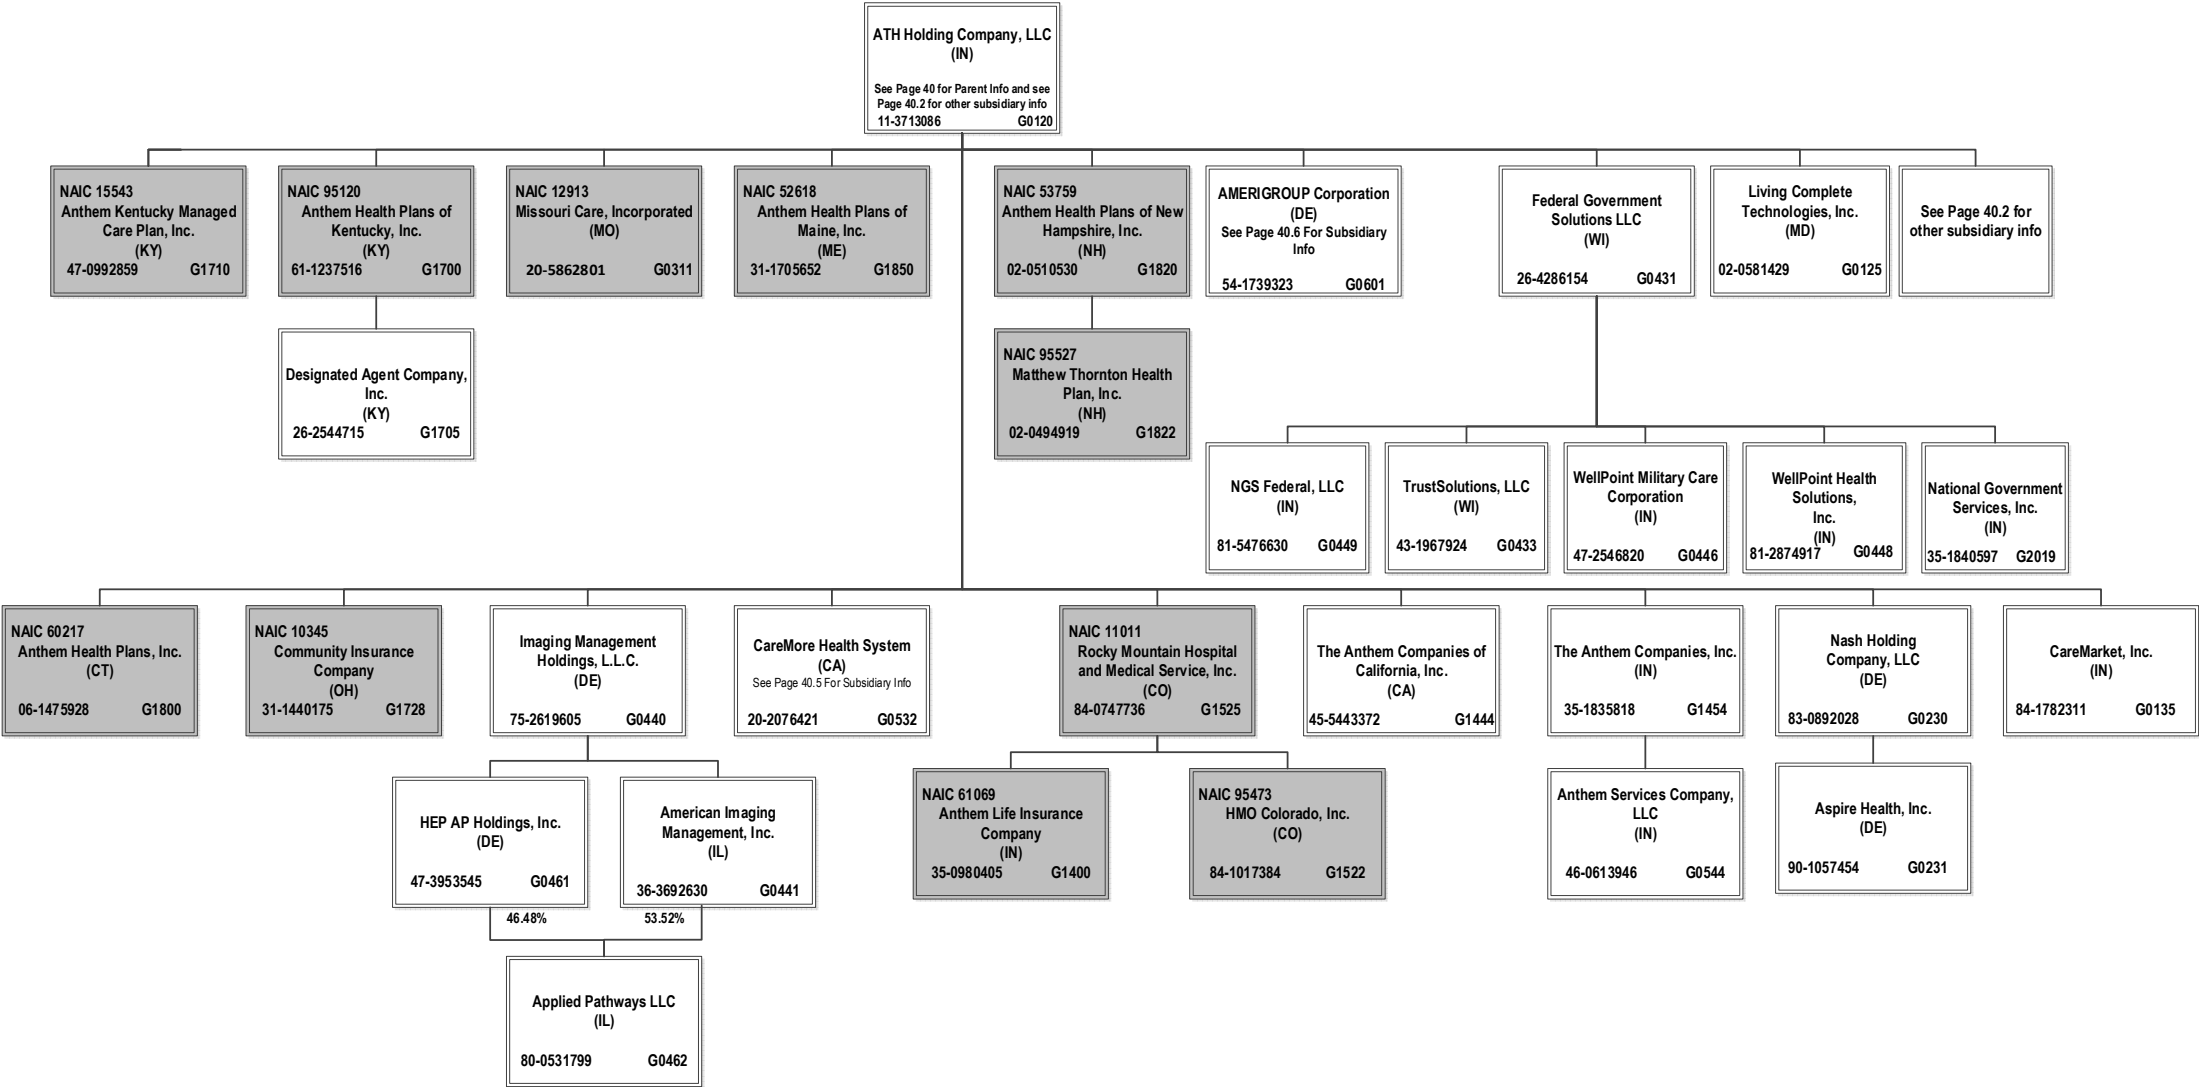 ATH Holding Company, LLC
(IN)
See Page 40 for Parent Info and see
Page 40.2 for other subsidiary info
11-3713086 G0120
NAIC 15543
Anthem Kentucky Managed
Care Plan, Inc.
(KY)
47-0992859 G1710
NAIC 95120
Anthem Health Plans of
Kentucky, Inc.
(KY)
61-1237516 G1700
NAIC 12913
Missouri Care, Incorporated
(MO)
20-5862801 G0311
NAIC 52618
Anthem Health Plans of
Maine, Inc.
(ME)
31-1705652 G1850
NAIC 53759
Anthem Health Plans of New
Hampshire, Inc.
(NH)
02-0510530 G1820
AMERIGROUP Corporation
(DE)
See Page 40.6 For Subsidiary
Info
54-1739323 G0601
Federal Government
Solutions LLC
(WI)
26-4286154 G0431
Living Complete
Technologies, Inc.
(MD)
02-0581429 G0125
See Page 40.2 for
other subsidiary info
Designated Agent Company,
Inc.
(KY)
26-2544715 G1705
NAIC 95527
Matthew Thornton Health
Plan, Inc.
(NH)
02-0494919 G1822
NGS Federal, LLC
(IN)
81-5476630 G0449
TrustSolutions, LLC
(WI)
43-1967924 G0433
WellPoint Military Care
Corporation
(IN)
47-2546820 G0446
WellPoint Health
Solutions,
Inc.
(IN)
81-2874917 G0448
National Government
Services, Inc.
(IN)
35-1840597 G2019
NAIC 60217
Anthem Health Plans, Inc.
(CT)
06-1475928 G1800
NAIC 10345
Community Insurance
Company
(OH)
31-1440175 G1728
Imaging Management
Holdings, L.L.C.
(DE)
75-2619605 G0440
CareMore Health System
(CA)
See Page 40.5 For Subsidiary Info
20-2076421 G0532
NAIC 11011
Rocky Mountain Hospital
and Medical Service, Inc.
(CO)
84-0747736 G1525
The Anthem Companies of
California, Inc.
(CA)
45-5443372 G1444
The Anthem Companies, Inc.
(IN)
35-1835818 G1454
Nash Holding
Company, LLC
(DE)
83-0892028 G0230
CareMarket, Inc.
(IN)
84-1782311 G0135
HEP AP Holdings, Inc.
(DE)
47-3953545 G0461
American Imaging
Management, Inc.
(IL)
36-3692630 G0441
NAIC 61069
Anthem Life Insurance
Company
(IN)
35-0980405 G1400
NAIC 95473
HMO Colorado, Inc.
(CO)
84-1017384 G1522
Anthem Services Company,
LLC
(IN)
46-0613946 G0544
Aspire Health, Inc.
(DE)
90-1057454 G0231
46.48% 53.52%
Applied Pathways LLC
(IL)
80-0531799 G0462